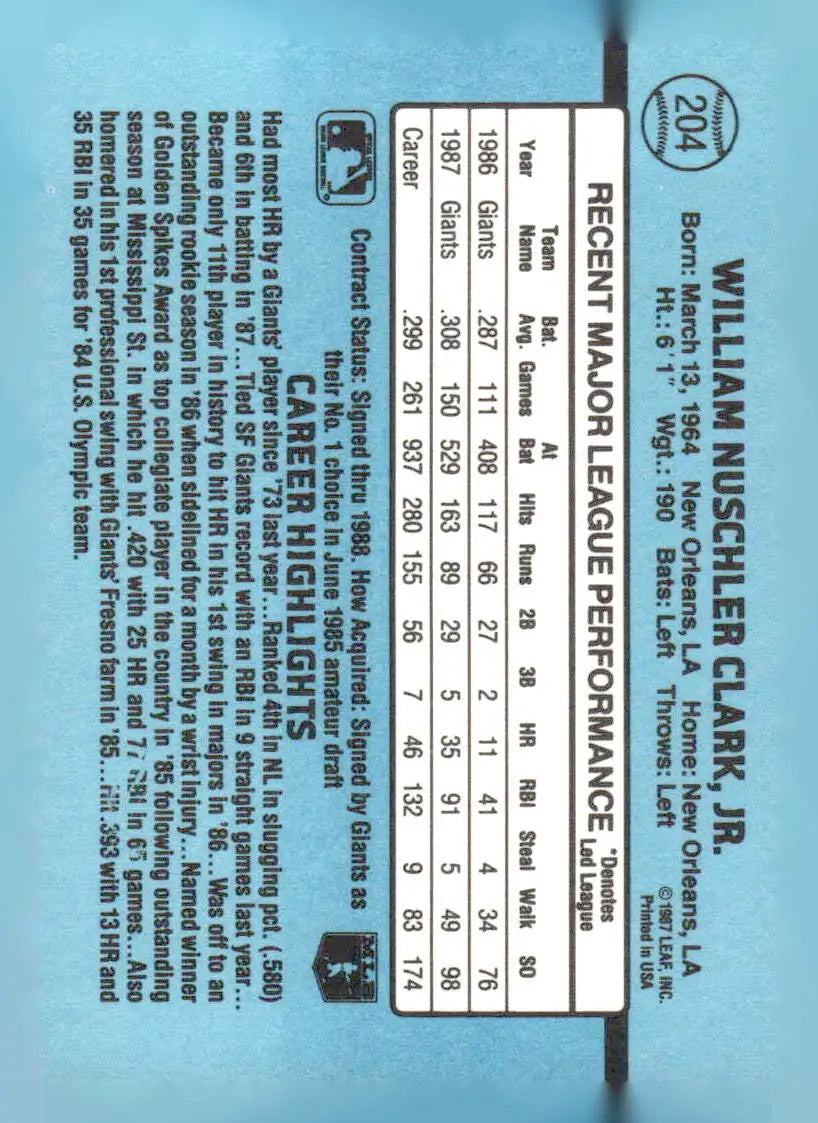 204
WILLIAM NUSCHLER CLARK, JR.
Born: March 13, 1964 New Orleans, LA Home: New Orleans, LA
Ht.: 6'1" Wgt.: 190 Bats: Left Throws: Left
© 1987 LEAF, INC.
Printed in USA
RECENT MAJOR LEAGUE PERFORMANCE *Denotes Led League
Year Team Name Bat. Avg. Games At Bat Hits Runs 2B 3B HR RBI Steal Walk SO
1986 Giants .287 111 408 117 66 27 2 11 41 4 34 76
1987 Giants .308 150 529 163 89 29 5 35 91 5 49 98
Career .299 261 937 280 155 56 7 46 132 9 83 174
Contract Status: Signed thru 1988. How Acquired: Signed by Giants as
their No. 1 choice in June 1985 amateur draft
MLB
CAREER HIGHLIGHTS
Had most HR by a Giants' player since '73 last year...Ranked 4th in NL in slugging pct. (.580)
and 6th in batting in '87...Tied SF Giants record with an RBI in 9 straight games last year...
Became only 11th player in history to hit HR in his 1st swing in majors in '86...Was off to an
outstanding rookie season in '86 when sidelined for a month by a wrist injury...Named winner
of Golden Spikes Award as top collegiate player in the country in '85 following outstanding
season at Mississippi St. in which he hit .420 with 25 HR and RBI in games...Also
homered in his 1st professional swing with Giants' Fresno farm in '85...Hit .393 with 13 HR and
35 RBI in 35 games for '84 U.S. Olympic team.